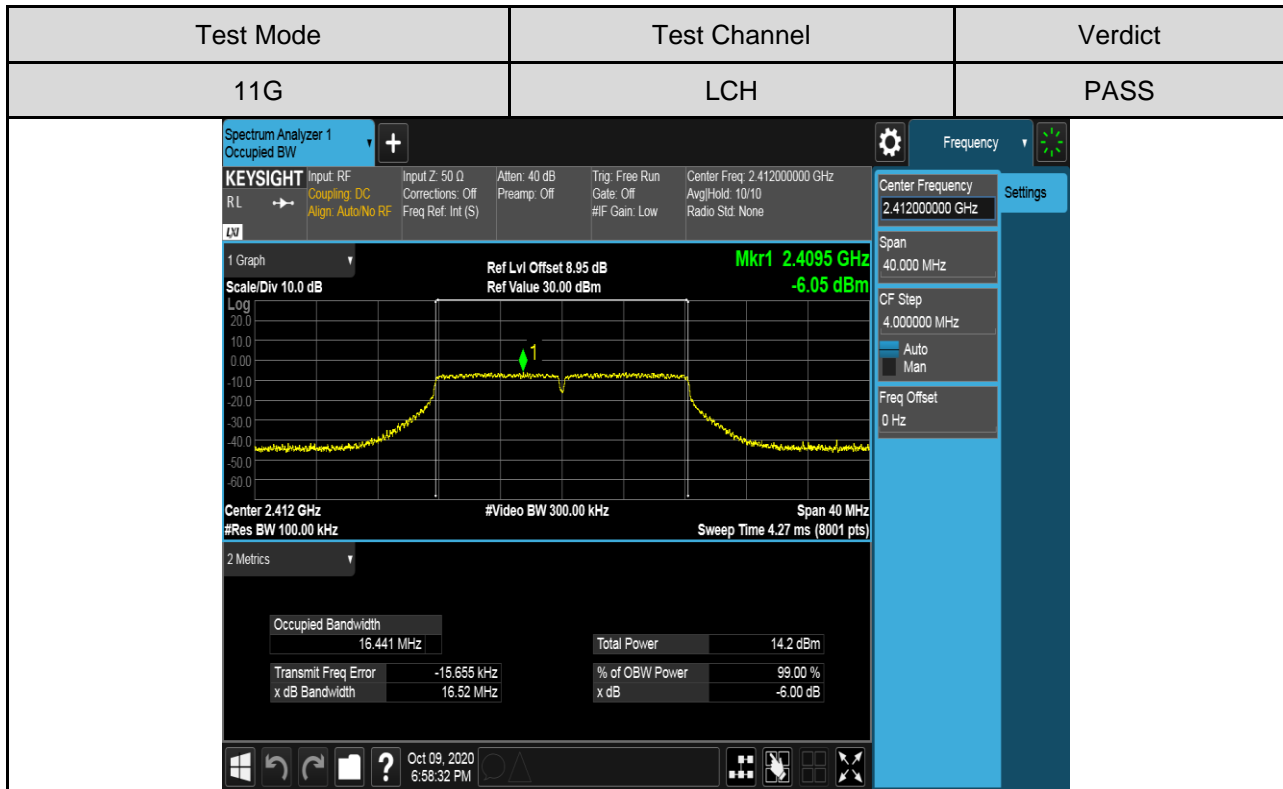 Test Mode Test Channel Verdict
11G LCH PASS
Spectrum Analyzer 1
Occupied BW
+
Frequency
KEYSIGHT Input: RF Input Z: 50 Ω Atten: 40 dB Trig: Free Run Center Freq: 2.412000000 GHz
RL Coupling: DC Corrections: Off Preamp: Off Gate: Off Avg|Hold: 10/10
Align: Auto/No RF Freq Ref: Int (S) #IF Gain: Low Radio Std: None
LXI
Center Frequency
2.412000000 GHz
Settings
Span
40.000 MHz
CF Step
4.000000 MHz
Auto
Man
Freq Offset
0 Hz
1 Graph
Ref Lvl Offset 8.95 dB
Mkr1 2.4095 GHz
Scale/Div 10.0 dB Ref Value 30.00 dBm -6.05 dBm
Log
20.0
10.0
0.00
-10.0
-20.0
-30.0
-40.0
-50.0
-60.0
1
Center 2.412 GHz #Video BW 300.00 kHz Span 40 MHz
#Res BW 100.00 kHz Sweep Time 4.27 ms (8001 pts)
2 Metrics
Occupied Bandwidth
16.441 MHz
Total Power 14.2 dBm
Transmit Freq Error -15.655 kHz % of OBW Power 99.00 %
x dB Bandwidth 16.52 MHz x dB -6.00 dB
?
Oct 09, 2020
6:58:32 PM